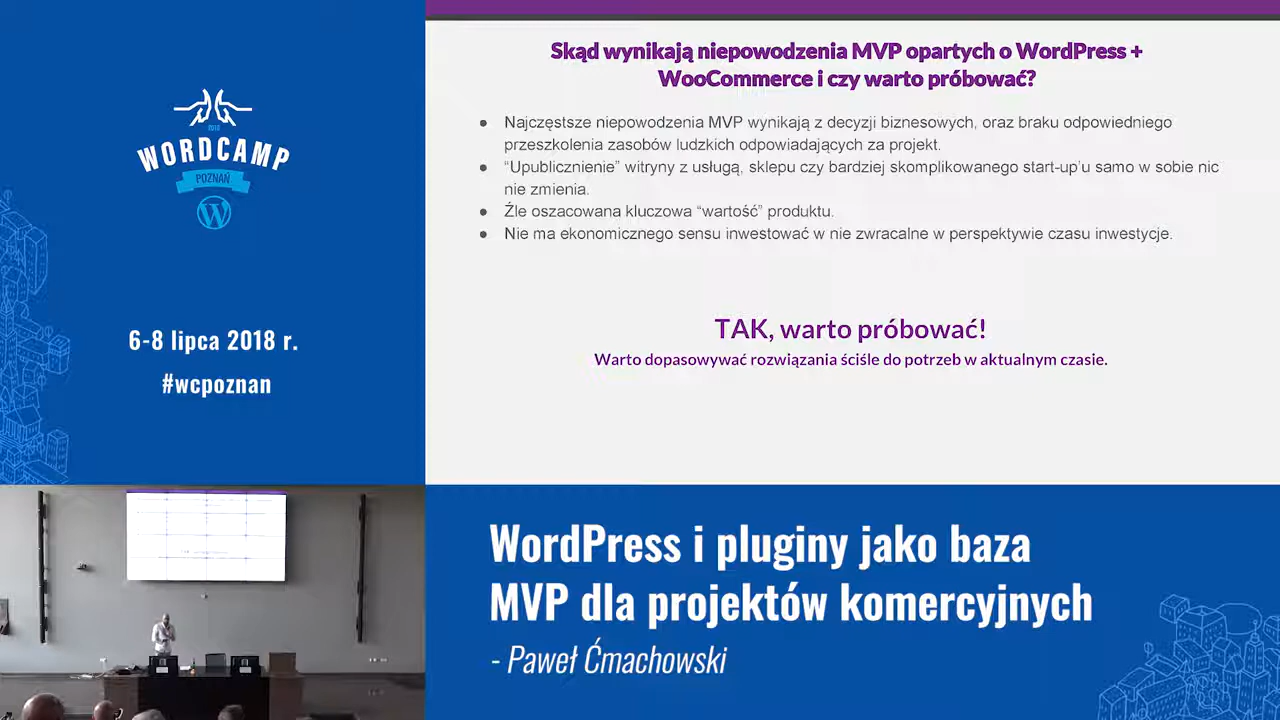 2018
WORDCAMP
POZNAŃ
6-8 lipca 2018 r.
#wcpoznan
Skąd wynikają niepowodzenia MVP opartych o WordPress +
WooCommerce i czy warto próbować?
● Najczęstsze niepowodzenia MVP wynikają z decyzji biznesowych, oraz braku odpowiedniego
przeszkolenia zasobów ludzkich odpowiadających za projekt.
● “Upublicznienie” witryny z usługą, sklepu czy bardziej skomplikowanego start-up’u samo w sobie nic
nie zmienia.
● Źle oszacowana kluczowa “wartość” produktu.
● Nie ma ekonomicznego sensu inwestować w nie zwracalne w perspektywie czasu inwestycje.
TAK, warto próbować!
Warto dopasowywać rozwiązania ściśle do potrzeb w aktualnym czasie.
WordPress i pluginy jako baza
MVP dla projektów komercyjnych
- Paweł Ćmachowski